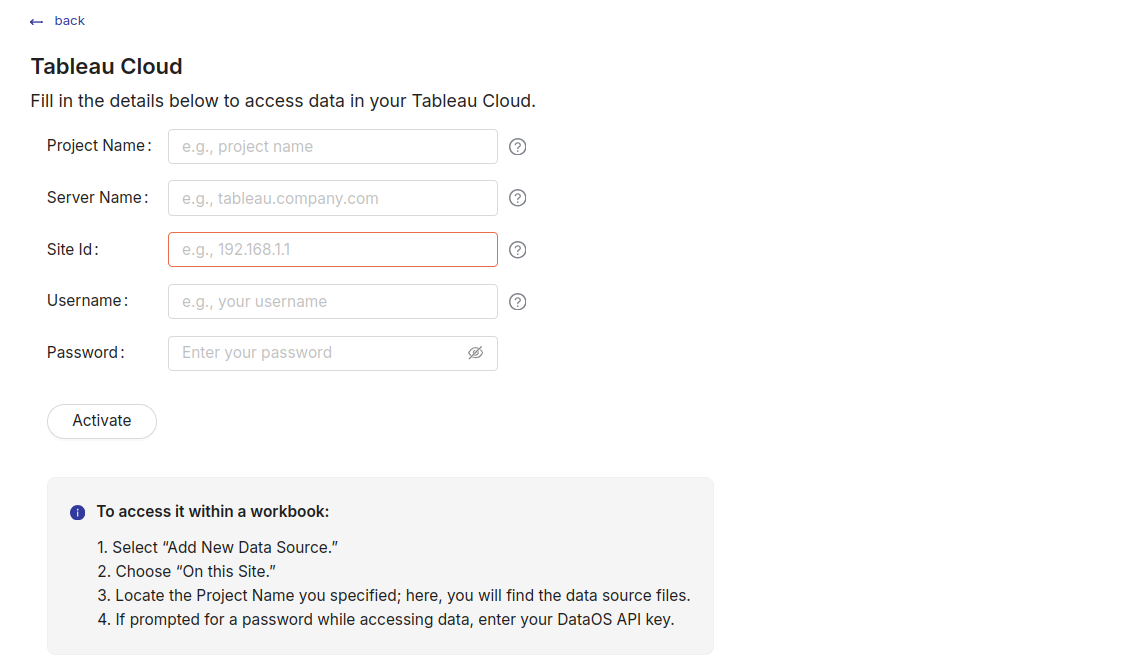 ← back
Tableau Cloud
Fill in the details below to access data in your Tableau Cloud.
Project Name: e.g., project name ?
Server Name: e.g., tableau.company.com ?
Site Id: e.g., 192.168.1.1 ?
Username: e.g., your username ?
Password: Enter your password
Activate
i To access it within a workbook:
1. Select “Add New Data Source.”
2. Choose “On this Site.”
3. Locate the Project Name you specified; here, you will find the data source files.
4. If prompted for a password while accessing data, enter your DataOS API key.